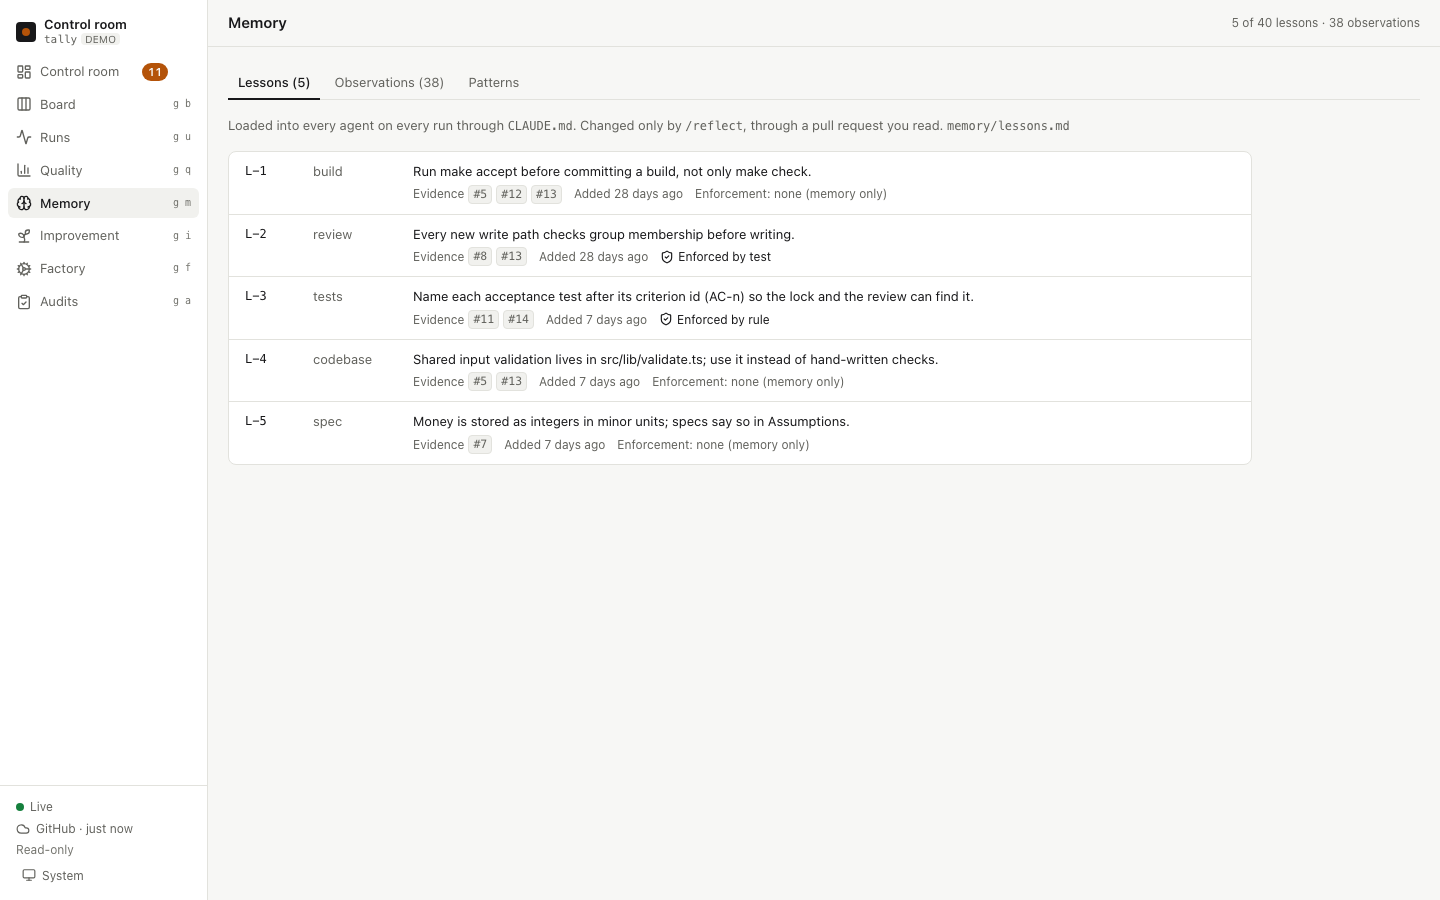 Control room
tally DEMO
Control room 11
Board g b
Runs g u
Quality g q
Memory g m
Improvement g i
Factory g f
Audits g a
Live
GitHub · just now
Read-only
System
Memory
5 of 40 lessons · 38 observations
Lessons (5) Observations (38) Patterns
Loaded into every agent on every run through CLAUDE.md. Changed only by /reflect, through a pull request you read. memory/lessons.md
L-1 build Run make accept before committing a build, not only make check.
Evidence #5 #12 #13 Added 28 days ago Enforcement: none (memory only)
L-2 review Every new write path checks group membership before writing.
Evidence #8 #13 Added 28 days ago Enforced by test
L-3 tests Name each acceptance test after its criterion id (AC-n) so the lock and the review can find it.
Evidence #11 #14 Added 7 days ago Enforced by rule
L-4 codebase Shared input validation lives in src/lib/validate.ts; use it instead of hand-written checks.
Evidence #5 #13 Added 7 days ago Enforcement: none (memory only)
L-5 spec Money is stored as integers in minor units; specs say so in Assumptions.
Evidence #7 Added 7 days ago Enforcement: none (memory only)